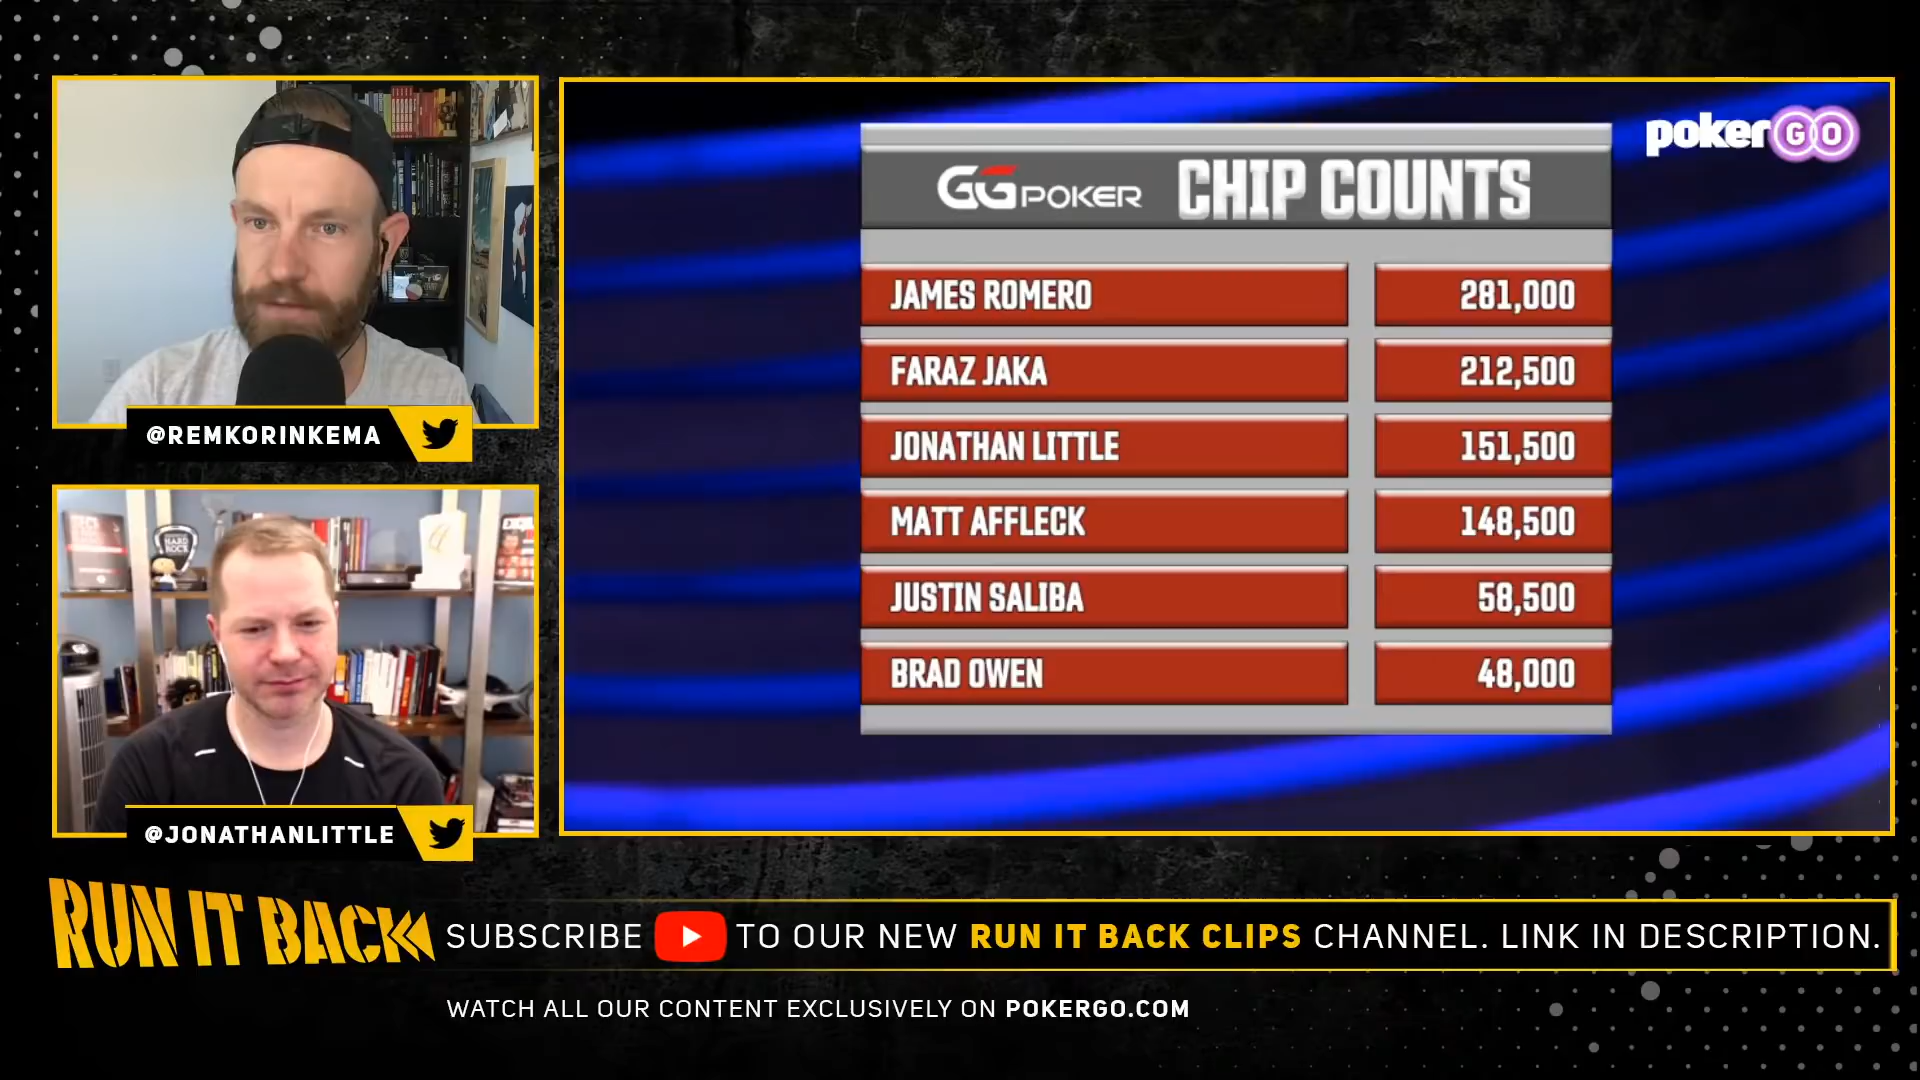 pokerGO
GGPOKER CHIP COUNTS
JAMES ROMERO 281,000
FARAZ JAKA 212,500
JONATHAN LITTLE 151,500
MATT AFFLECK 148,500
JUSTIN SALIBA 58,500
BRAD OWEN 48,000
@REMKORINKEMA
HARD ROCK
@JONATHANLITTLE
RUN IT BACK
SUBSCRIBE TO OUR NEW RUN IT BACK CLIPS CHANNEL. LINK IN DESCRIPTION.
WATCH ALL OUR CONTENT EXCLUSIVELY ON POKERGO.COM